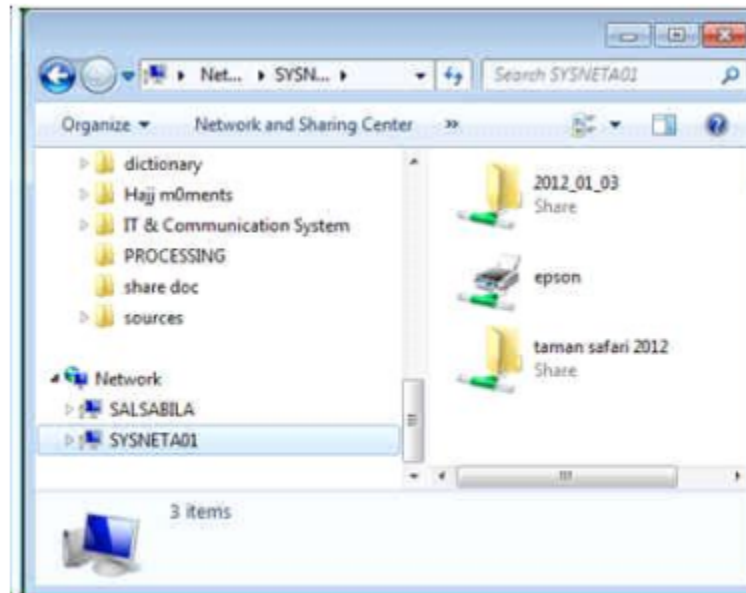 Net... SYSN...
Search SYSNETA01
Organize Network and Sharing Center »
dictionary
Hajj m0ments
IT & Communication System
PROCESSING
share doc
sources
Network
SALSABILA
SYSNETA01
2012_01_03
Share
epson
taman safari 2012
Share
3 items